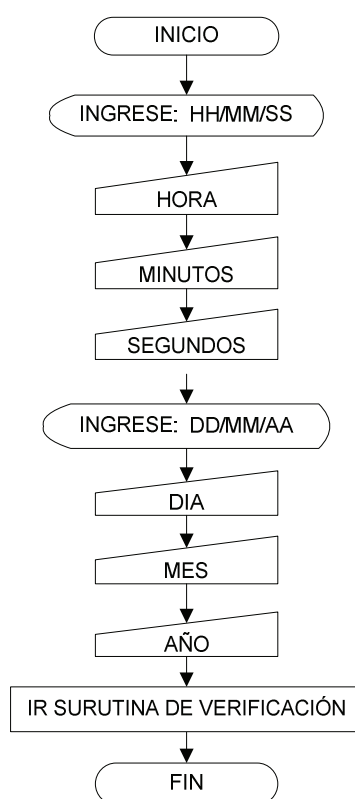 INICIO
INGRESE: HH/MM/SS
HORA
MINUTOS
SEGUNDOS
INGRESE: DD/MM/AA
DIA
MES
AÑO
IR SURUTINA DE VERIFICACIÓN
FIN